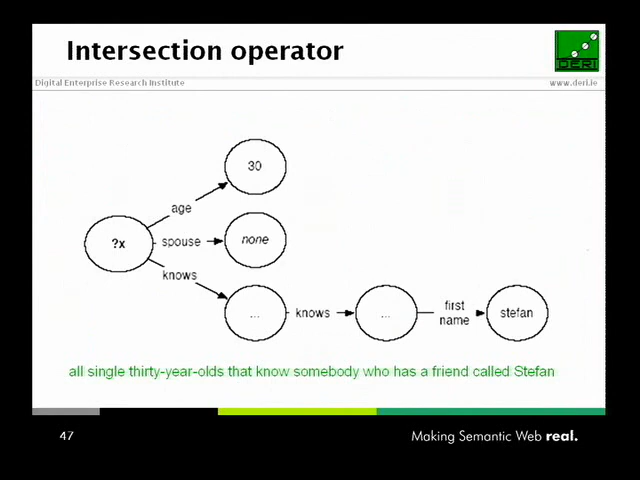 Intersection operator
DERI
Digital Enterprise Research Institute
www.deri.ie
30
age
?x
spouse
none
knows
...
knows
...
first
name
stefan
all single thirty-year-olds that know somebody who has a friend called Stefan
47
Making Semantic Web real.